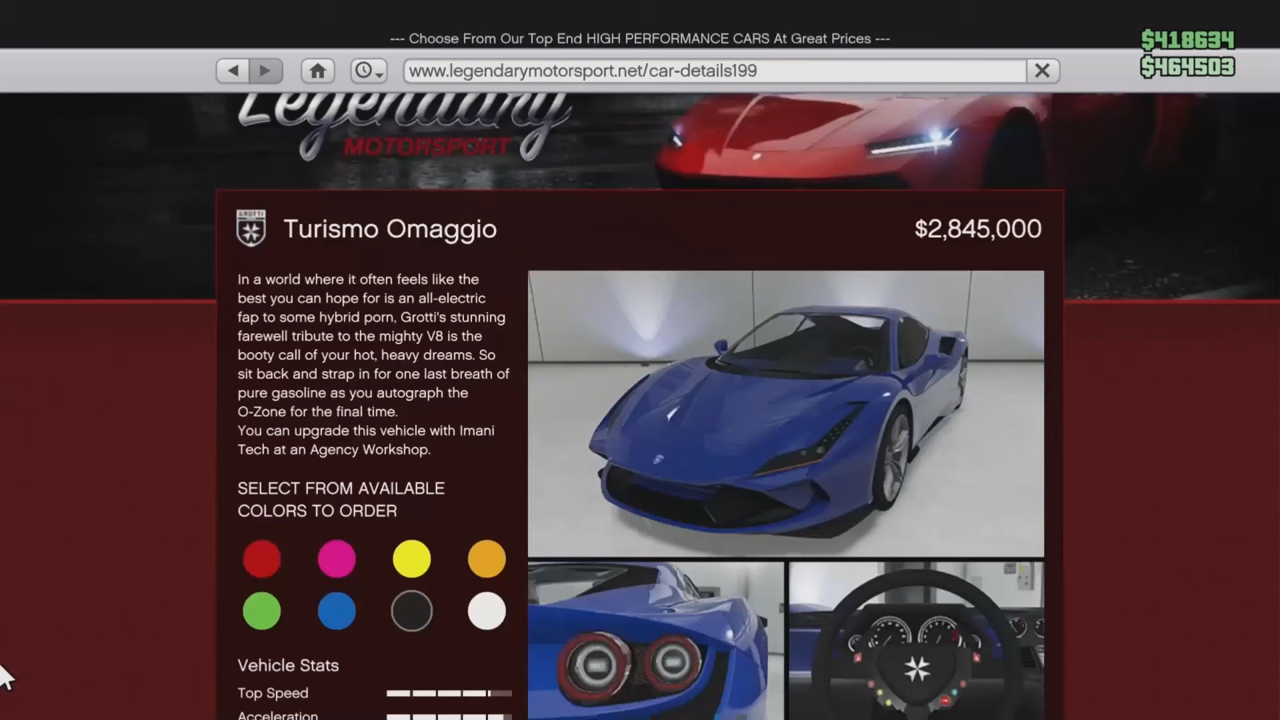 --- Choose From Our Top End HIGH PERFORMANCE CARS At Great Prices ---
$418634
$464503
www.legendarymotorsport.net/car-details199
Legendary
MOTORSPORT
GROTTI
Turismo Omaggio
$2,845,000
In a world where it often feels like the
best you can hope for is an all-electric
fap to some hybrid porn, Grotti's stunning
farewell tribute to the mighty V8 is the
booty call of your hot, heavy dreams. So
sit back and strap in for one last breath of
pure gasoline as you autograph the
O-Zone for the final time.
You can upgrade this vehicle with Imani
Tech at an Agency Workshop.
SELECT FROM AVAILABLE
COLORS TO ORDER
Vehicle Stats
Top Speed
Acceleration